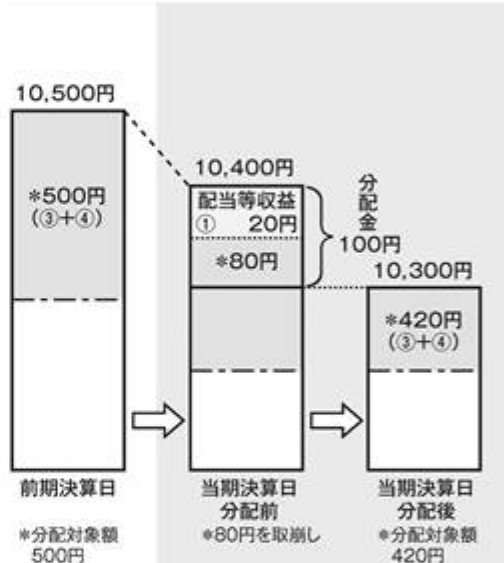 10,500円
*500円
(③+④)
前期決算日
*分配対象額
500円
10,400円
配当等収益
① 20円
*80円
分配金
100円
当期決算日
分配前
*80円を取崩し
10,300円
*420円
(③+④)
当期決算日
分配後
*分配対象額
420円